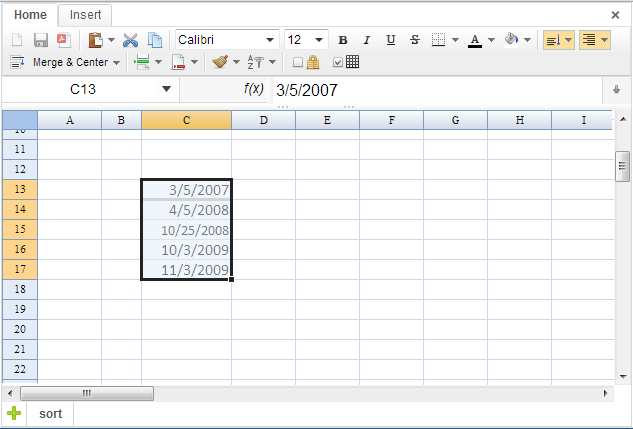 Home Insert
Calibri 12 B I U S A
Merge & Center A Z
C13 f(x) 3/5/2007
A B C D E F G H I
10
11
12
13 3/5/2007
14 4/5/2008
15 10/25/2008
16 10/3/2009
17 11/3/2009
18
19
20
21
22
sort